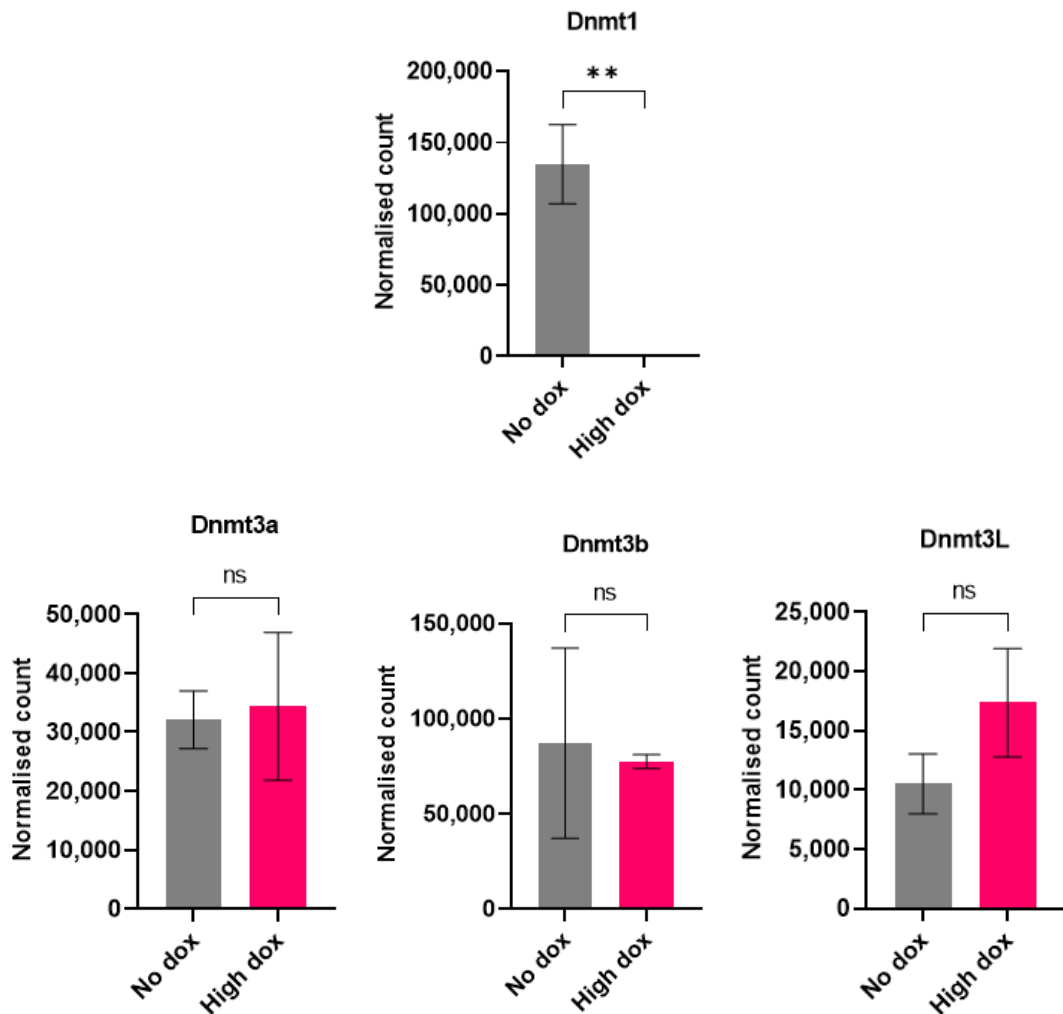 Dnmt1
**
200,000
150,000
100,000
50,000
0
Normalised count
No dox
High dox
Dnmt3a
ns
50,000
40,000
30,000
20,000
10,000
0
Normalised count
No dox
High dox
Dnmt3b
ns
150,000
100,000
50,000
0
Normalised count
No dox
High dox
Dnmt3L
ns
25,000
20,000
15,000
10,000
5,000
0
Normalised count
No dox
High dox